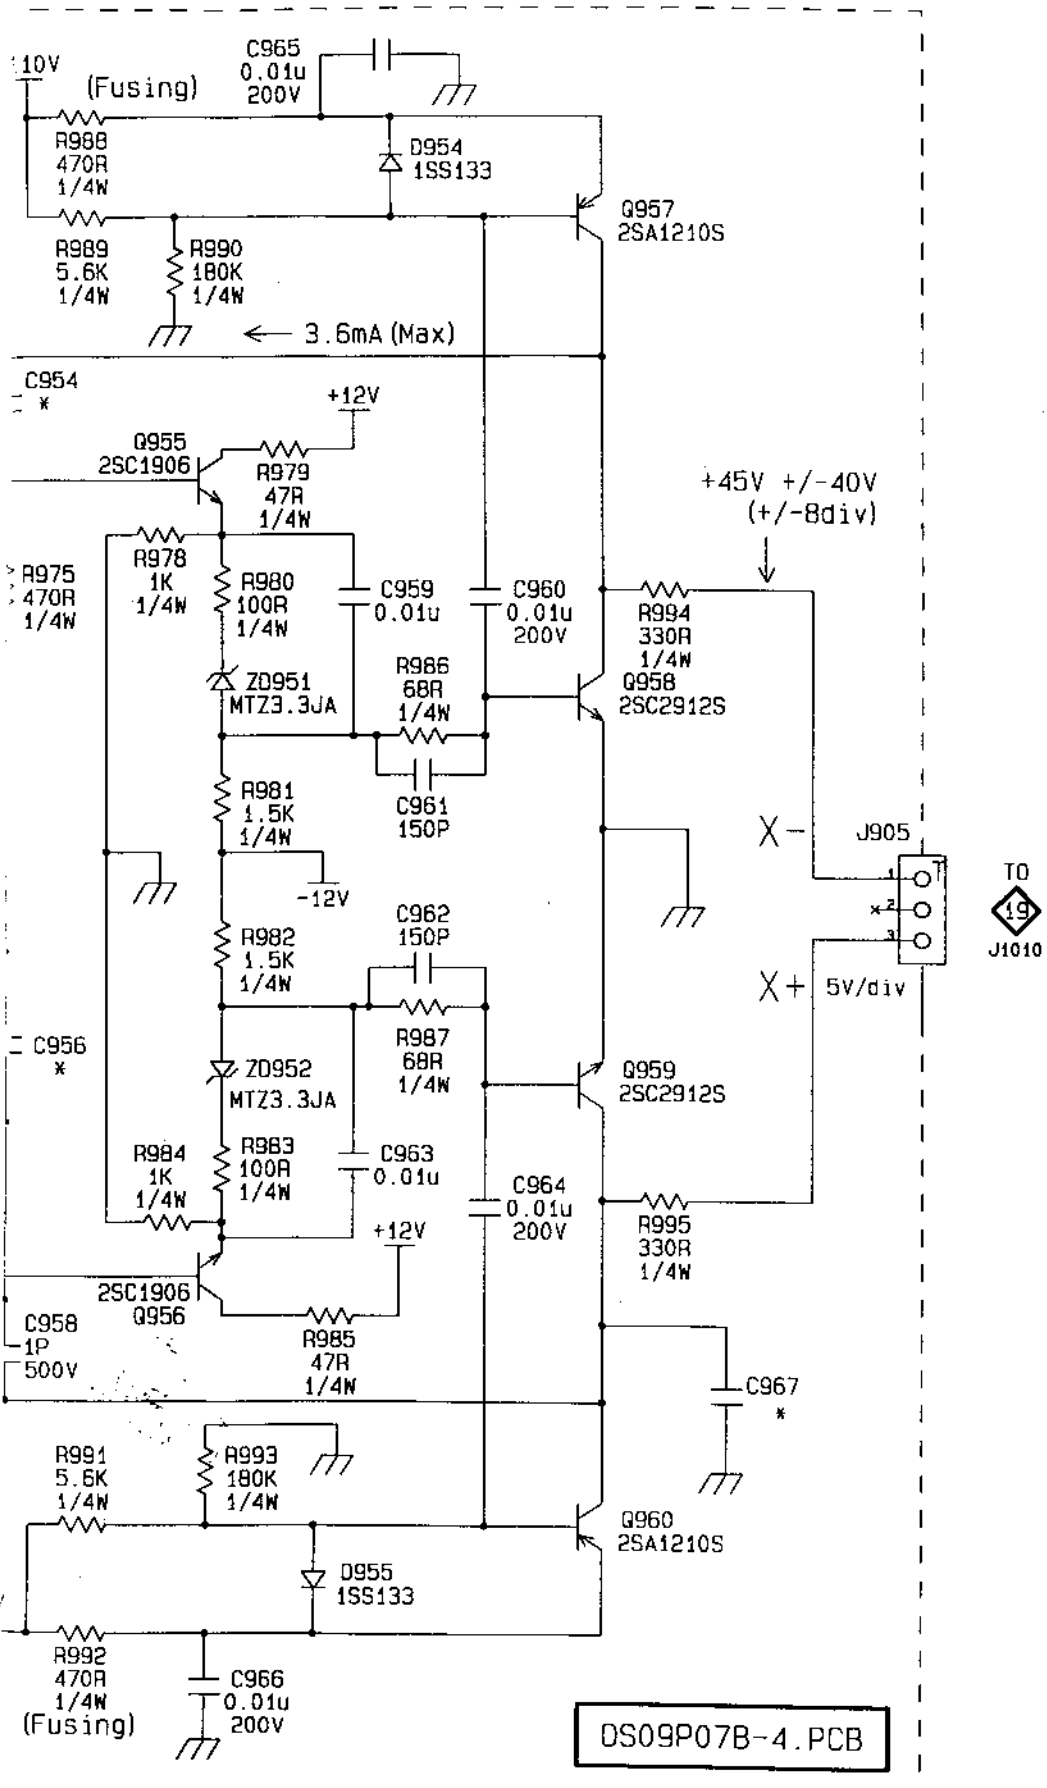 110V
(Fusing)
C965
0.01u
200V
R988
470R
1/4W
D954
1SS133
Q957
2SA1210S
R989
5.6K
1/4W
R990
180K
1/4W
3.6mA(Max)
C954
*
+12V
Q955
2SC1906
R979
47R
1/4W
+45V +/-40V
(+/-8div)
R978
1K
1/4W
R975
470R
1/4W
R980
100R
1/4W
C959
0.01u
C960
0.01u
200V
R994
330R
1/4W
R986
68R
1/4W
ZD951
MTZ3.3JA
Q958
2SC2912S
R981
1.5K
1/4W
C961
150P
X-
J905
1
T
-12V
TO
19
J1010
2
3
C962
150P
R982
1.5K
1/4W
X+ 5V/div
R987
68R
1/4W
C956
*
ZD952
MTZ3.3JA
Q959
2SC2912S
R984
1K
1/4W
R983
100R
1/4W
C963
0.01u
C964
0.01u
200V
+12V
R995
330R
1/4W
2SC1906
Q956
C958
1P
500V
R985
47R
1/4W
C967
*
R991
5.6K
1/4W
R993
180K
1/4W
Q960
2SA1210S
D955
1SS133
R992
470R
1/4W
(Fusing)
C966
0.01u
200V
DS09P07B-4.PCB